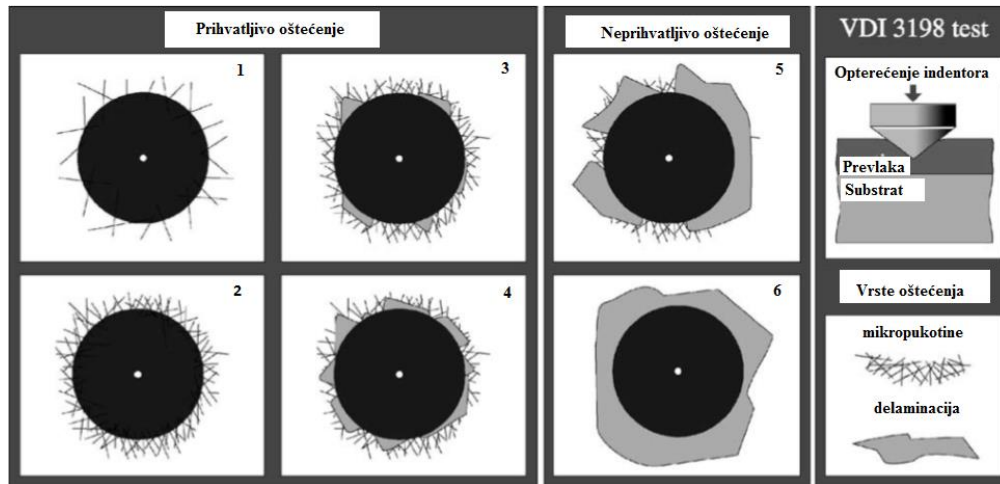 Prihvatljivo oštećenje
1
3
2
4
Neprihvatljivo oštećenje
5
6
VDI 3198 test
Opterećenje indentora
Prevlaka
Substrat
Vrste oštećenja
mikropukotine
delaminacija